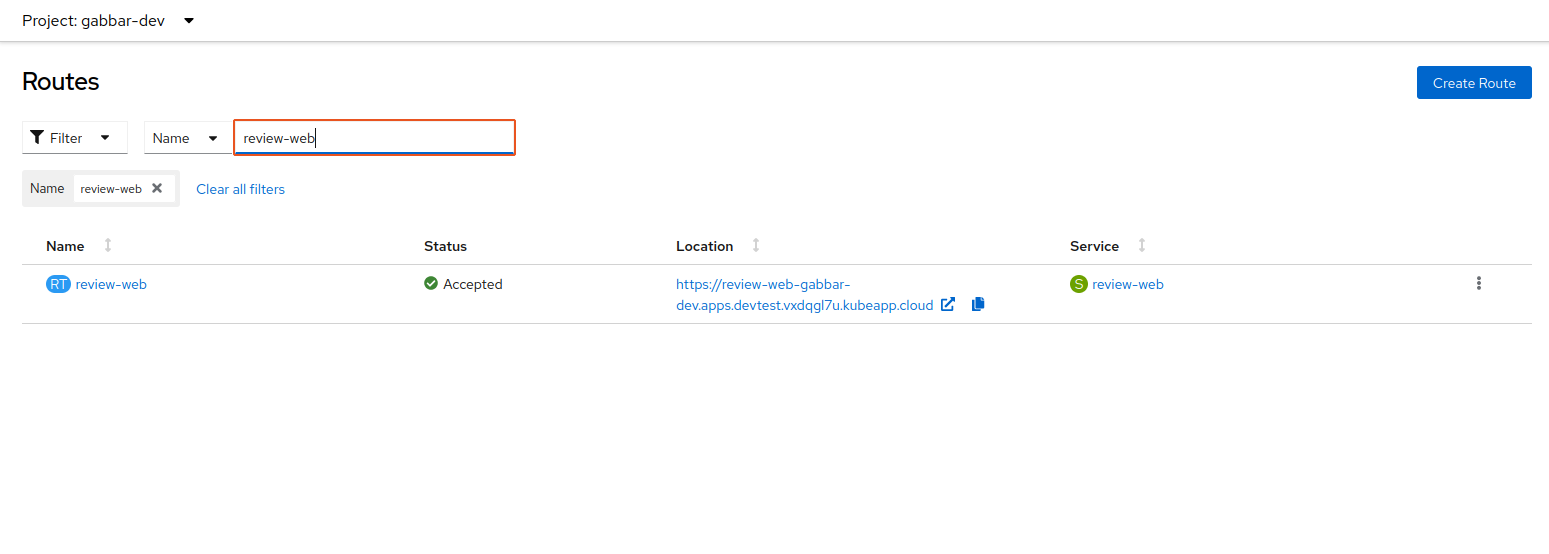 Project: gabbar-dev
Routes
Create Route
Filter
Name
review-web
Name review-web
Clear all filters
Name Status Location Service
RT review-web Accepted https://review-web-gabbar- S review-web
dev.apps.devtest.vxdqgl7u.kubeapp.cloud